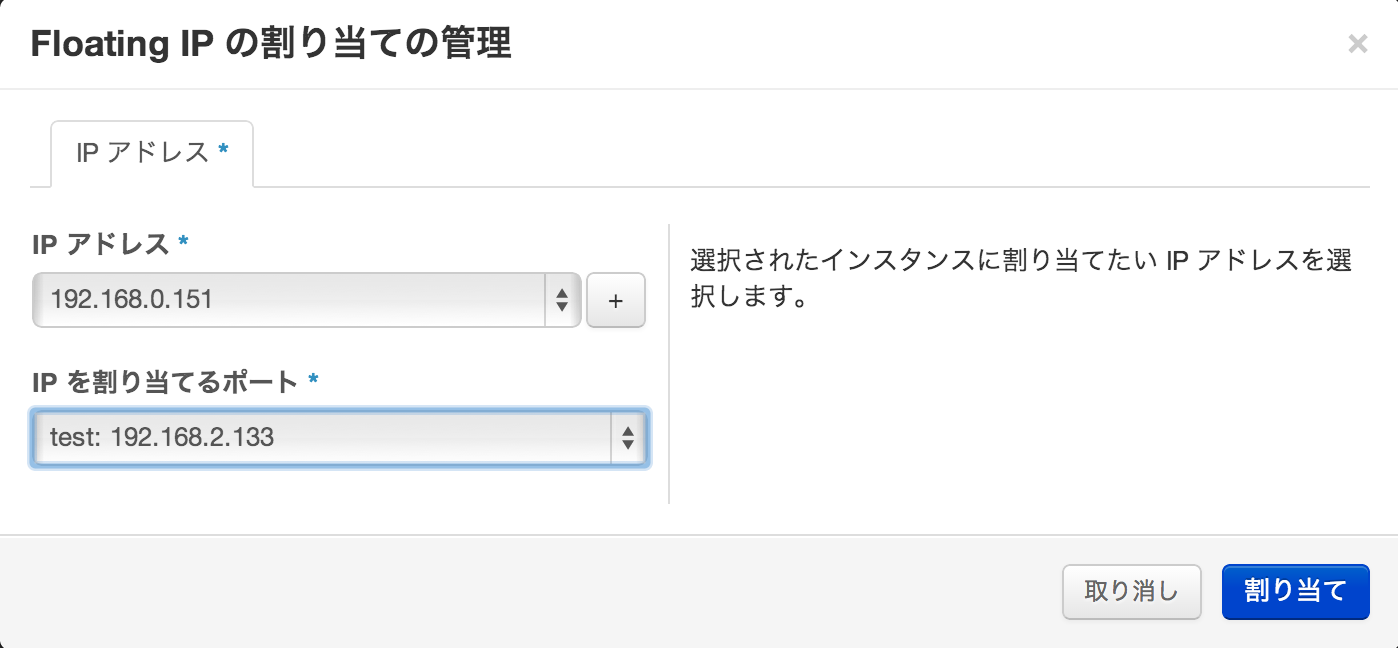 Floating IP の割り当ての管理
×
IP アドレス *
IP アドレス *
192.168.0.151
+
IP を割り当てるポート *
test: 192.168.2.133
選択されたインスタンスに割り当てたい IP アドレスを選
択します。
取り消し
割り当て